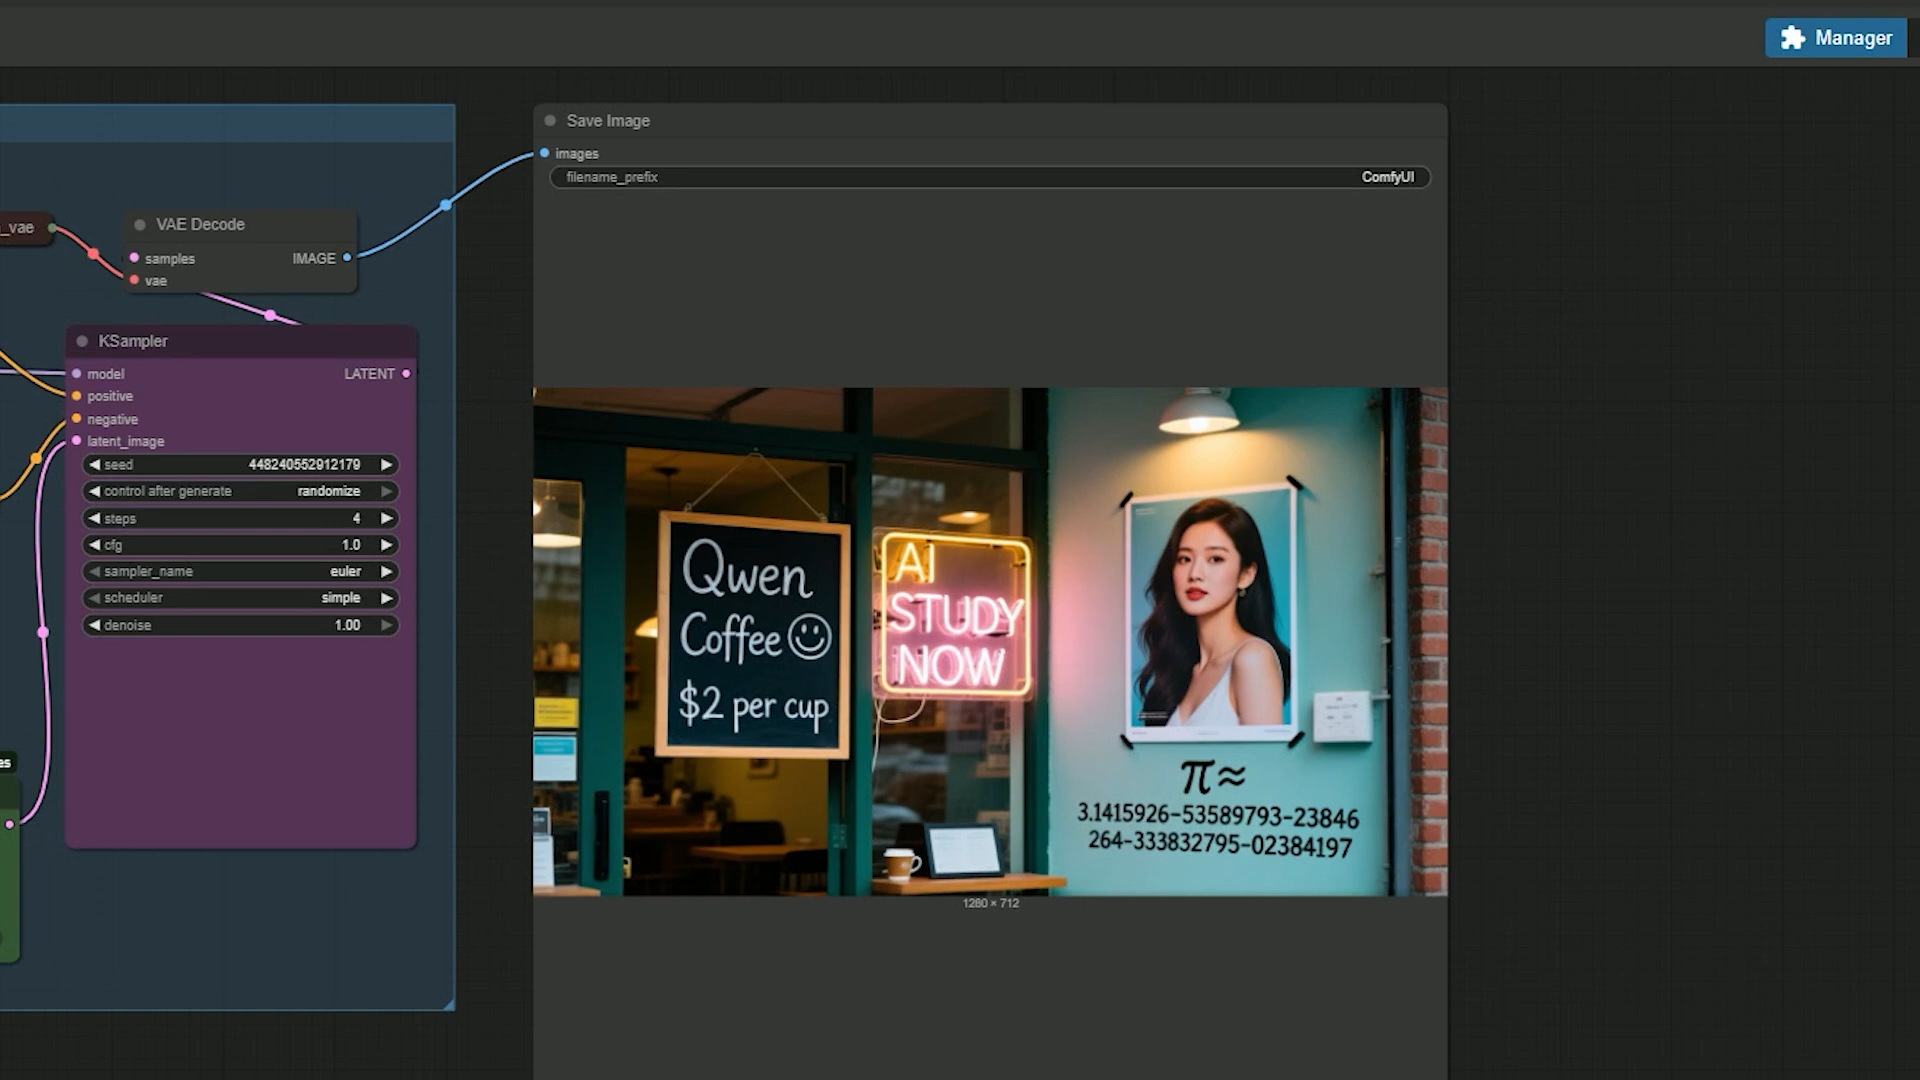 Manager
Save Image
images
filename_prefix ComfyUI
_vae
VAE Decode
samples IMAGE
vae
KSampler
model LATENT
positive
negative
latent_image
seed 448240552912179
control after generate randomize
steps 4
cfg 1.0
sampler_name euler
scheduler simple
denoise 1.00
es
Qwen
Coffee
$2 per cup
AI
STUDY
NOW
π≈
3.1415926-53589793-23846
264-333832795-02384197
1280 × 712